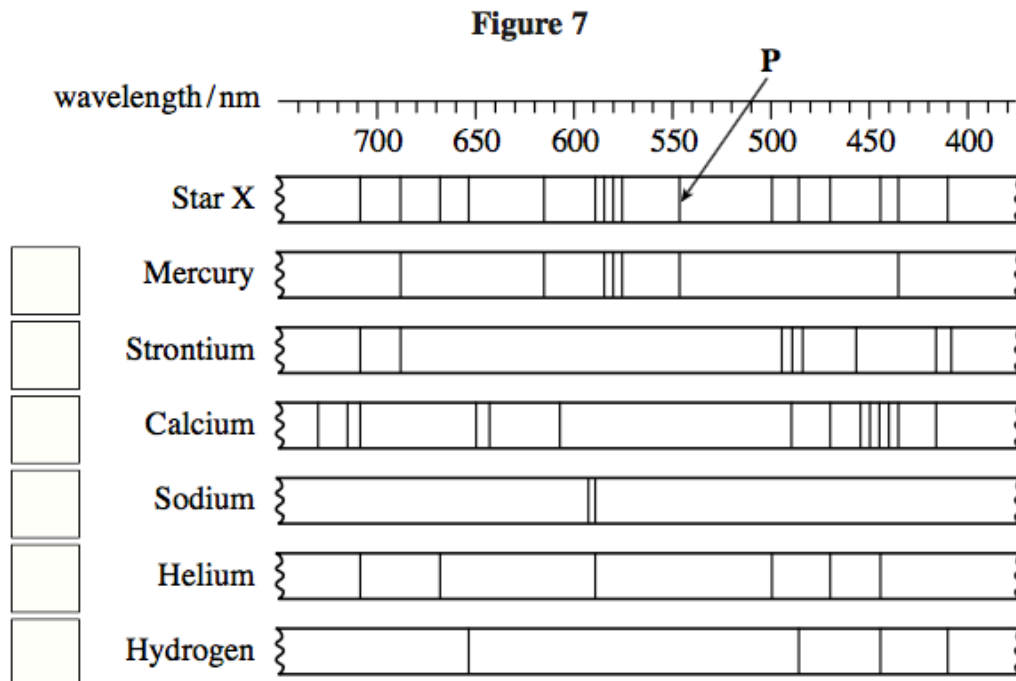 Figure 7
P
wavelength/nm
700 650 600 550 500 450 400
Star X
Mercury
Strontium
Calcium
Sodium
Helium
Hydrogen